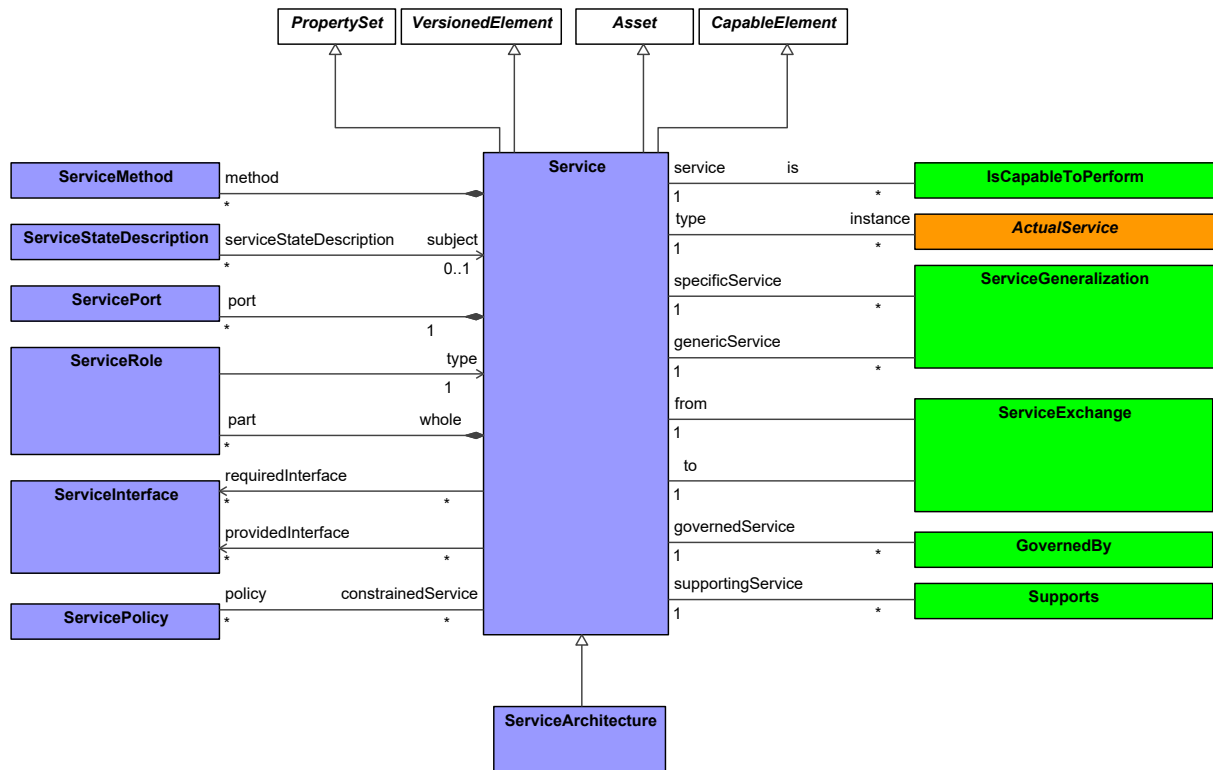 PropertySet
VersionedElement
Asset
CapableElement
Service
ServiceMethod
method
*
ServiceStateDescription
serviceStateDescription
subject
*
0..1
ServicePort
port
*
1
ServiceRole
type
1
part
whole
*
ServiceInterface
requiredInterface
*
*
providedInterface
*
*
ServicePolicy
policy
constrainedService
*
*
service
is
1
*
IsCapableToPerform
type
instance
1
*
ActualService
specificService
1
*
ServiceGeneralization
genericService
1
*
from
1
ServiceExchange
to
1
governedService
1
*
GovernedBy
supportingService
1
*
Supports
ServiceArchitecture